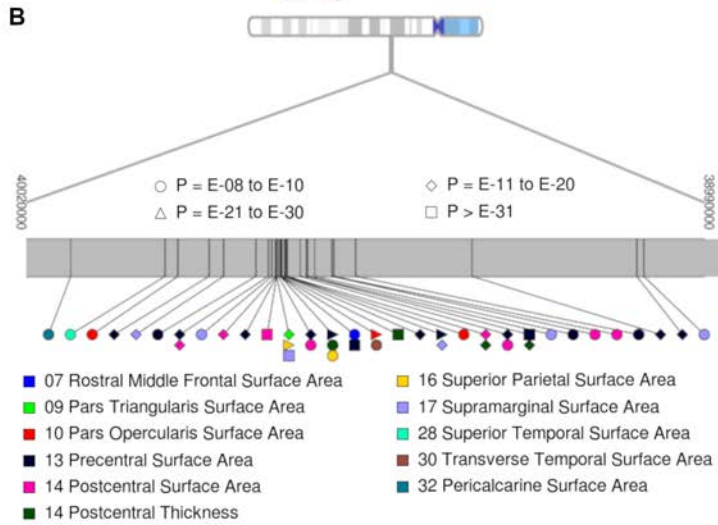 B
40020000
38990000
P = E-08 to E-10
P = E-11 to E-20
P = E-21 to E-30
P > E-31
07 Rostral Middle Frontal Surface Area
09 Pars Triangularis Surface Area
10 Pars Opercularis Surface Area
13 Precentral Surface Area
14 Postcentral Surface Area
14 Postcentral Thickness
16 Superior Parietal Surface Area
17 Supramarginal Surface Area
28 Superior Temporal Surface Area
30 Transverse Temporal Surface Area
32 Pericalcarine Surface Area